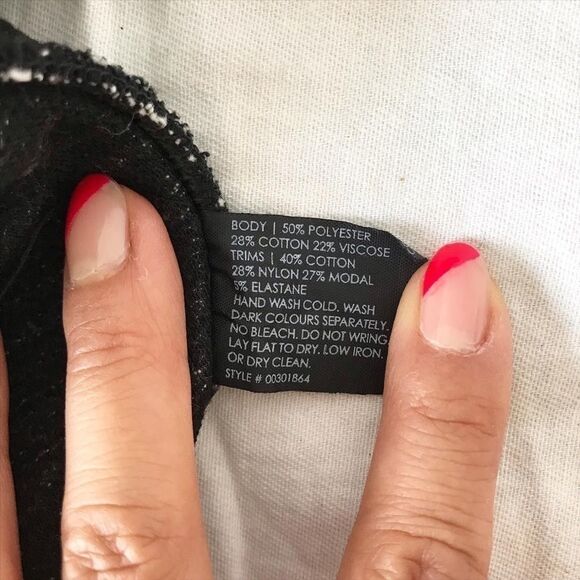 BODY | 50% POLYESTER
28% COTTON 22% VISCOSE
TRIMS | 40% COTTON
28% NYLON 27% MODAL
5% ELASTANE
HAND WASH COLD. WASH
DARK COLOURS SEPARATELY.
NO BLEACH. DO NOT WRING
LAY FLAT TO DRY. LOW IRON.
OR DRY CLEAN.
STYLE # 00301864